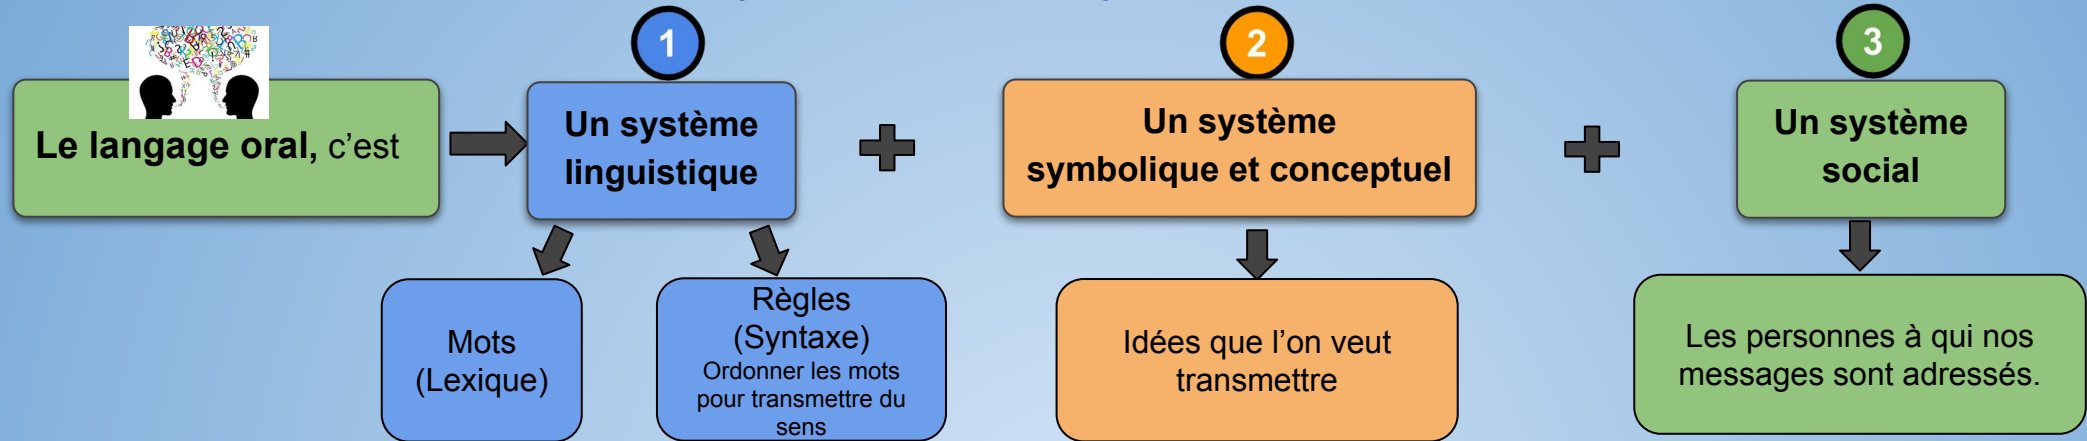 1
2
3
Le langage oral, c’est
Un système
linguistique
Un système
symbolique et conceptuel
Un système
social
Mots
(Lexique)
Règles
(Syntaxe)
Ordonner les mots
pour transmettre du
sens
Idées que l’on veut
transmettre
Les personnes à qui nos
messages sont adressés.